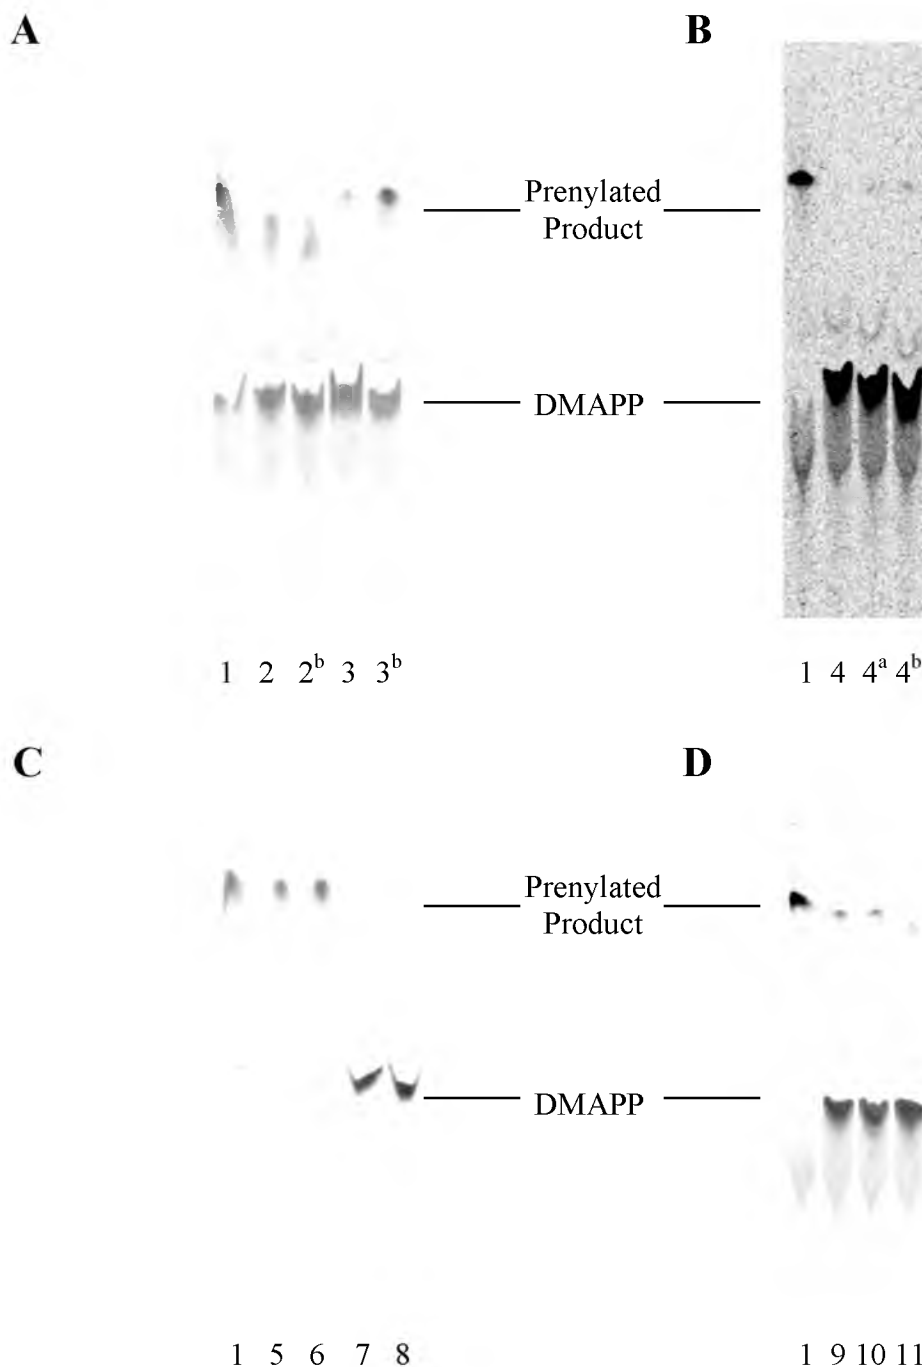 A
B
Prenylated
Product
DMAPP
1 2 2ᵇ 3 3ᵇ
1 4 4ᵃ 4ᵇ
C
D
Prenylated
Product
DMAPP
1 5 6 7 8
1 9 10 11